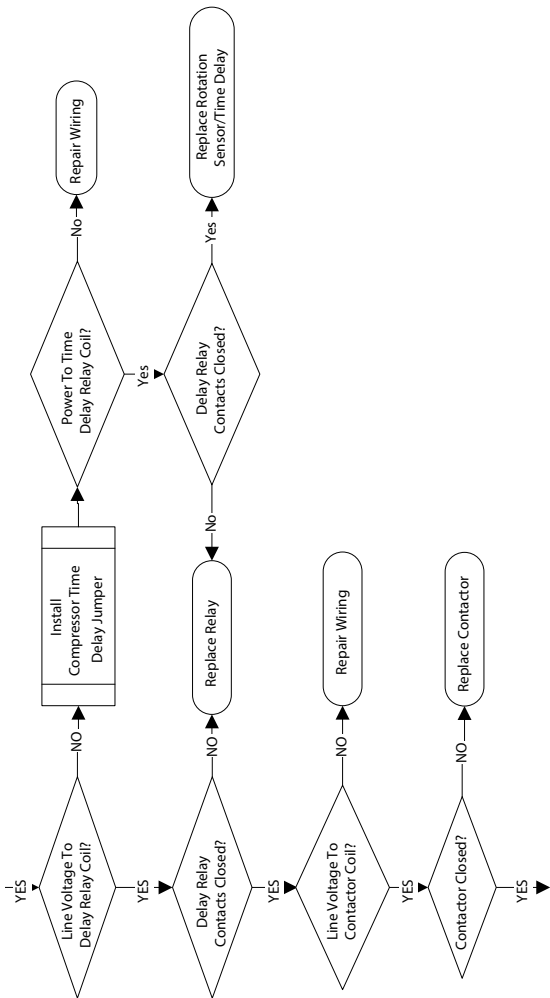 YES
Line Voltage To
Delay Relay Coil?
NO
Install
Compressor Time
Delay Jumper
Power To Time
Delay Relay Coil?
No
Repair Wiring
YES
Yes
Delay Relay
Contacts Closed?
NO
Replace Relay
No
Delay Relay
Contacts Closed?
Yes
Replace Rotation
Sensor/Time Delay
YES
Line Voltage To
Contactor Coil?
NO
Repair Wiring
YES
Contactor Closed?
NO
Replace Contactor
YES